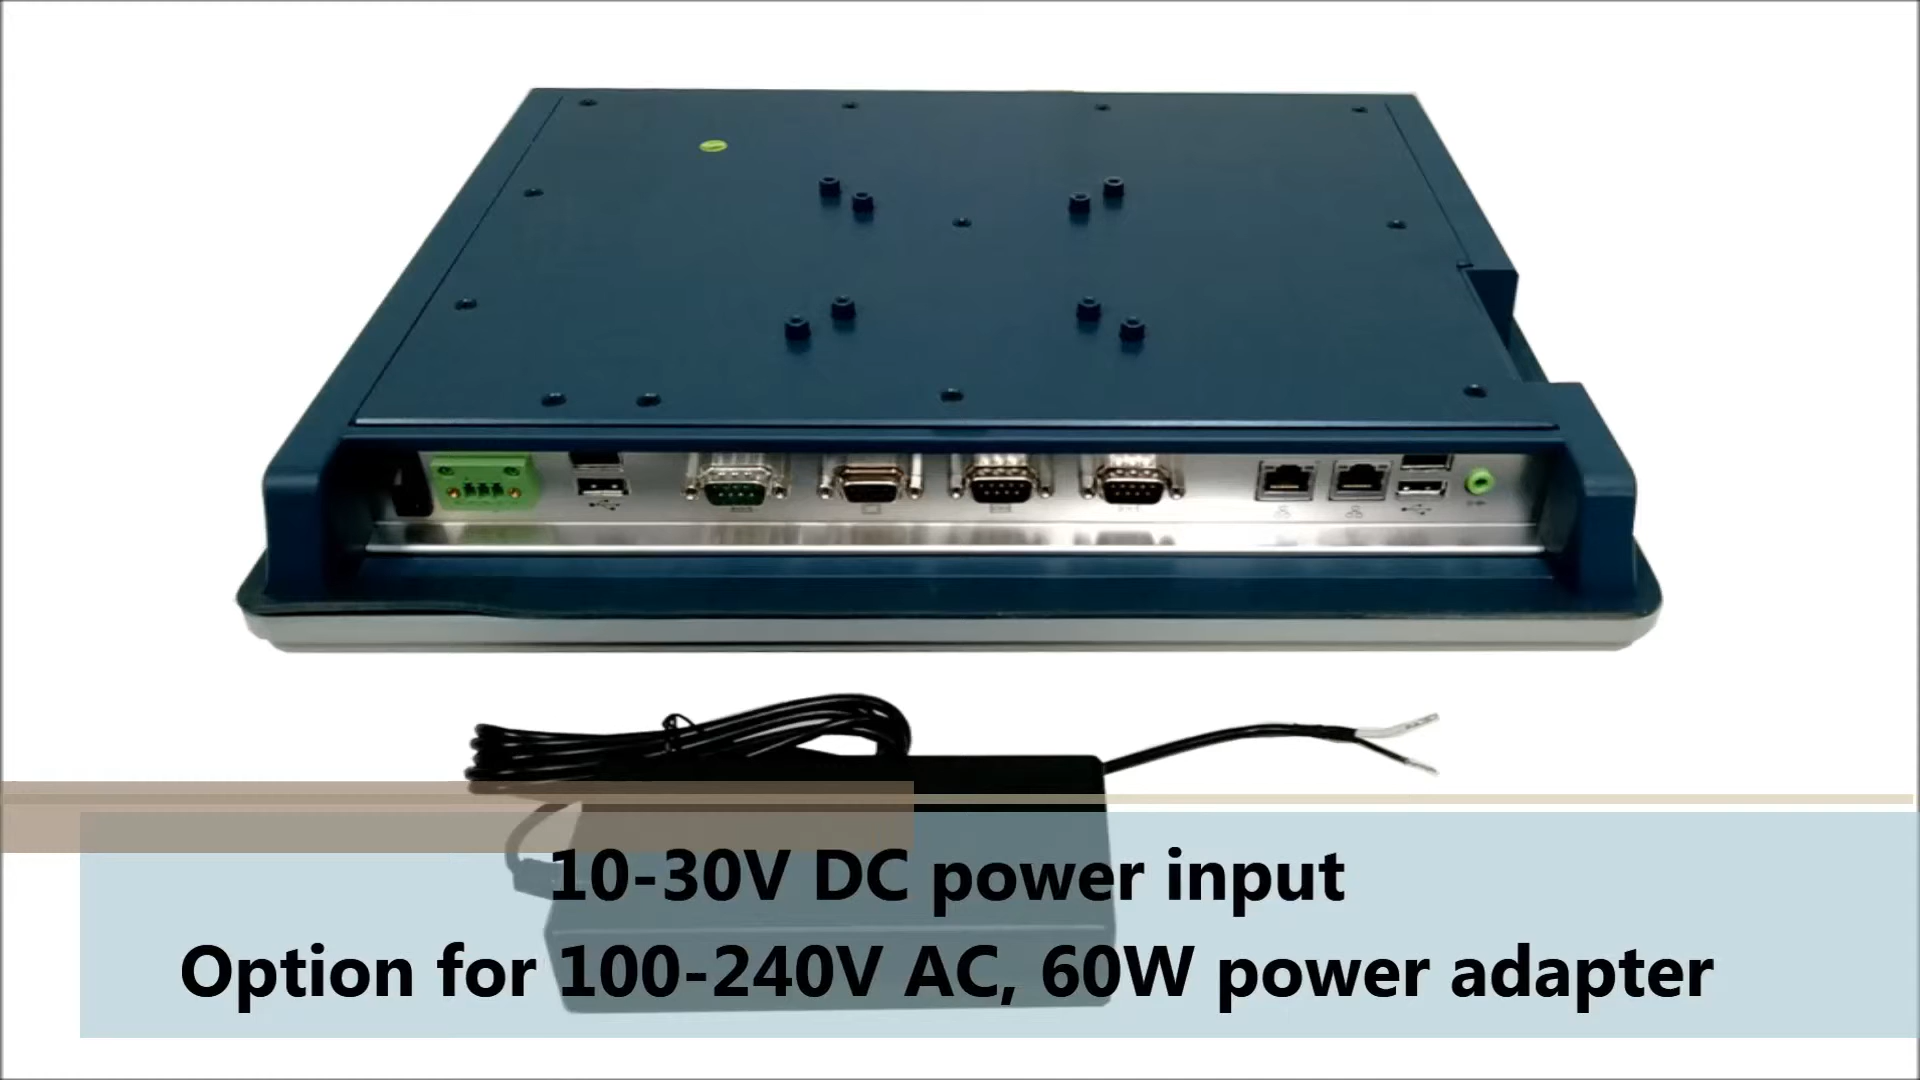 10-30V DC power input
Option for 100-240V AC, 60W power adapter